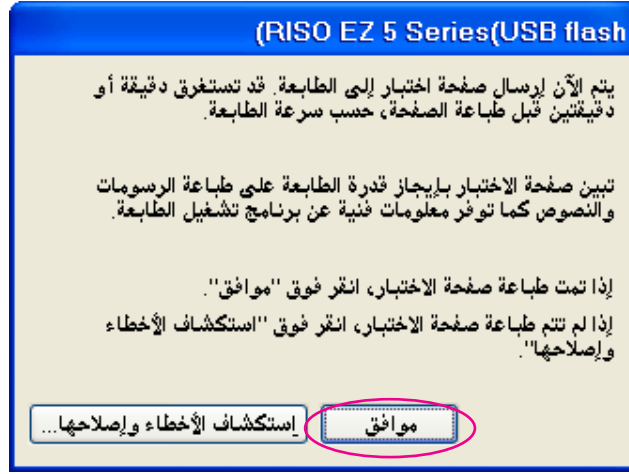 (RISO EZ 5 Series(USB flash
يتم الآن إرسال صفحة اختبار إلى الطابعة. قد تستغرق دقيقة أو
دقيقتين قبل طباعة الصفحة، حسب سرعة الطابعة.
تبين صفحة الاختبار بإيجاز قدرة الطابعة على طباعة الرسومات
والنصوص كما توفر معلومات فنية عن برنامج تشغيل الطابعة.
إذا تمت طباعة صفحة الاختبار، انقر فوق "موافق".
إذا لم تتم طباعة صفحة الاختبار، انقر فوق "استكشاف الأخطاء
وإصلاحها".
موافق
إستكشاف الأخطاء وإصلاحها...